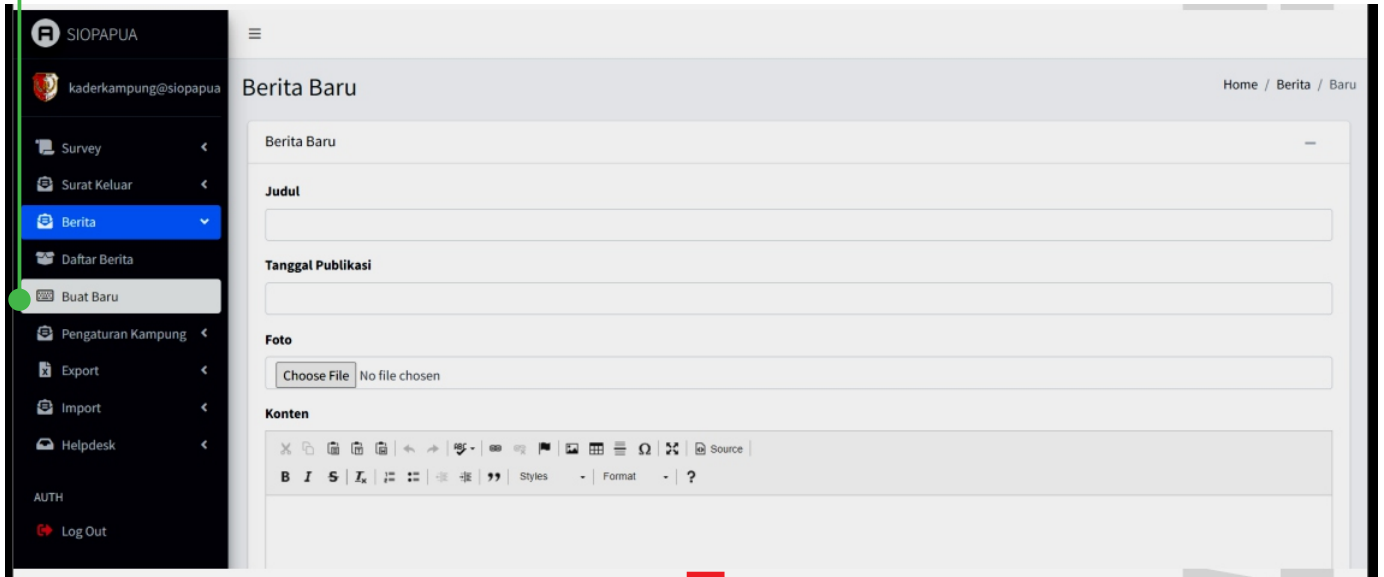 SIOPAPUA
kaderkampung@siopapua
Survey
Surat Keluar
Berita
Daftar Berita
Buat Baru
Pengaturan Kampung
Export
Import
Helpdesk
AUTH
Log Out
Berita Baru
Home / Berita / Baru
Berita Baru
Judul
Tanggal Publikasi
Foto
Choose File No file chosen
Konten
Source
B I S Ix Styles Format ?